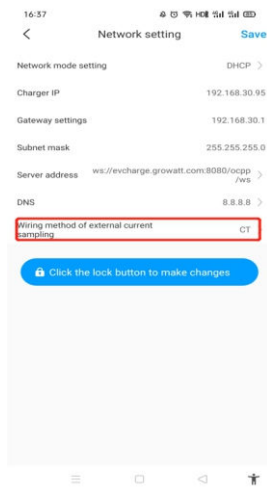 16:37
Network setting
Save
Network mode setting DHCP
Charger IP 192.168.30.95
Gateway settings 192.168.30.1
Subnet mask 255.255.255.0
Server address ws://evcharge.growatt.com:8080/ocpp
/ws
DNS 8.8.8.8
Wiring method of external current
sampling CT
Click the lock button to make changes